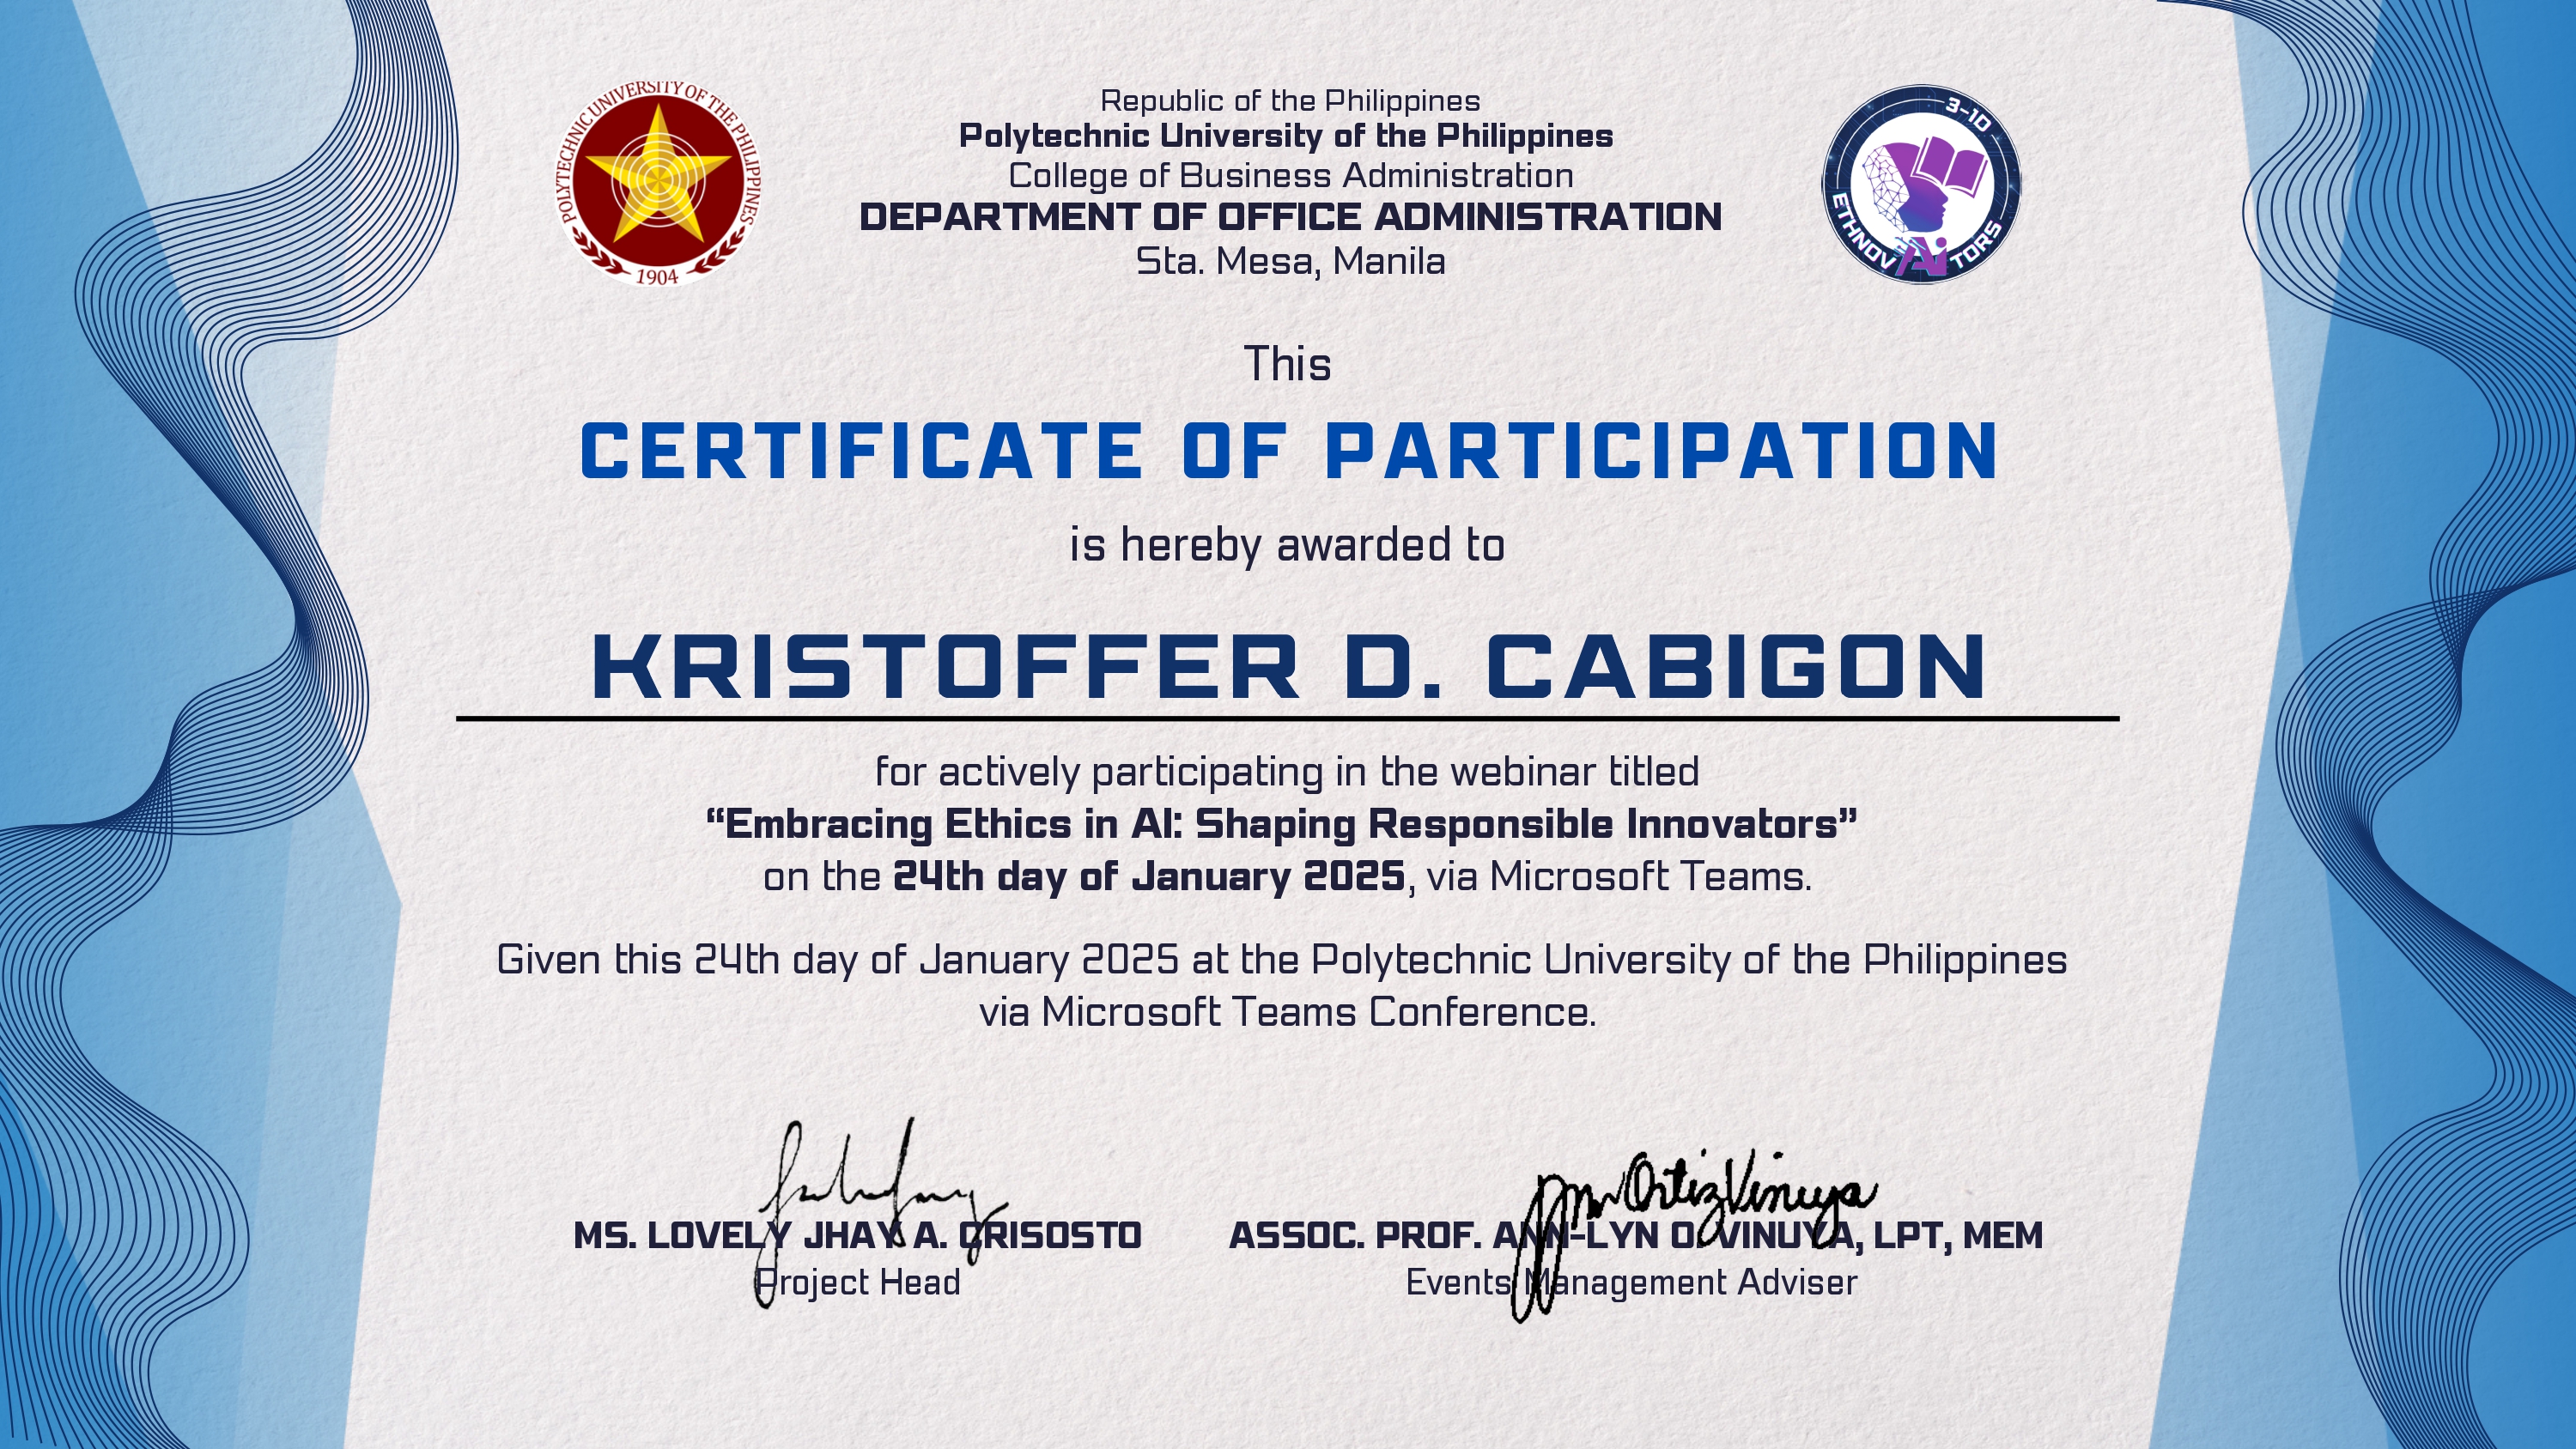 POLYTECHNIC UNIVERSITY OF THE PHILIPPINES
1904
Republic of the Philippines
Polytechnic University of the Philippines
College of Business Administration
DEPARTMENT OF OFFICE ADMINISTRATION
Sta. Mesa, Manila
3-10
ETHNOVAiTORS
This
CERTIFICATE OF PARTICIPATION
is hereby awarded to
KRISTOFFER D. CABIGON
for actively participating in the webinar titled
“Embracing Ethics in AI: Shaping Responsible Innovators”
on the 24th day of January 2025, via Microsoft Teams.
Given this 24th day of January 2025 at the Polytechnic University of the Philippines
via Microsoft Teams Conference.
MS. LOVELY JHAY A. CRISOSTO
Project Head
Ortiz Vinuya
ASSOC. PROF. ANN-LYN O. VINUYA, LPT, MEM
Events Management Adviser